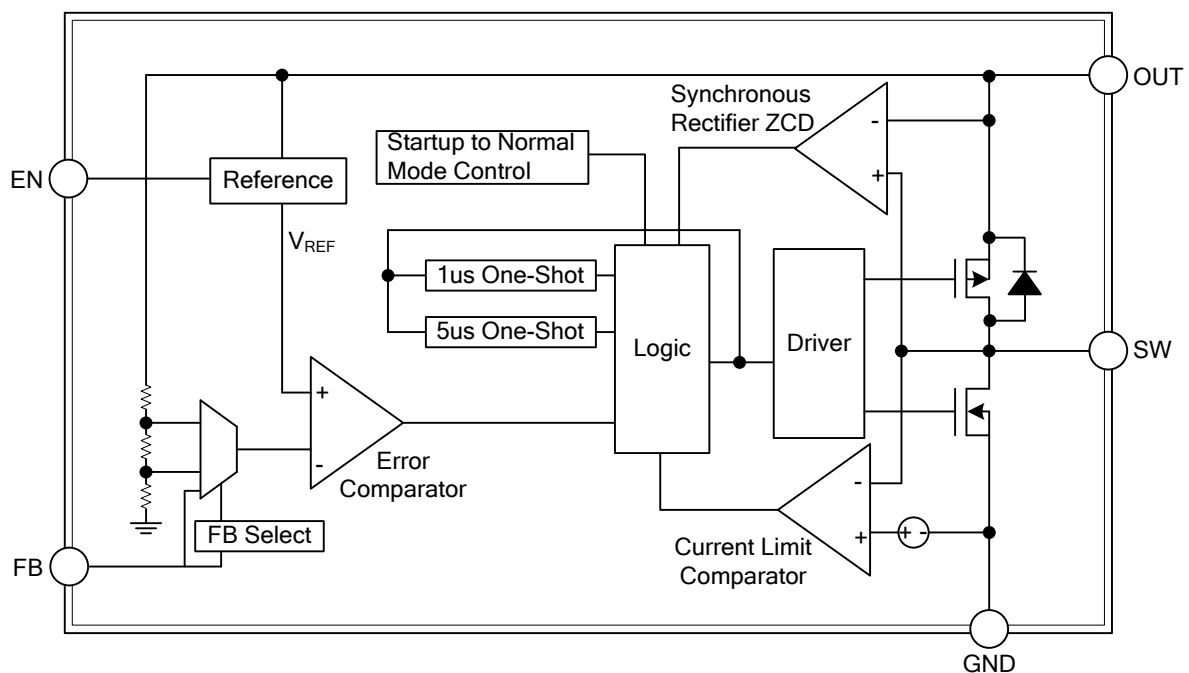 OUT
Synchronous
Rectifier ZCD
-
+
Startup to Normal
Mode Control
EN
Reference
VREF
1us One-Shot
5us One-Shot
Logic
Driver
SW
+
-
Error
Comparator
FB Select
FB
-
+
+ -
Current Limit
Comparator
GND